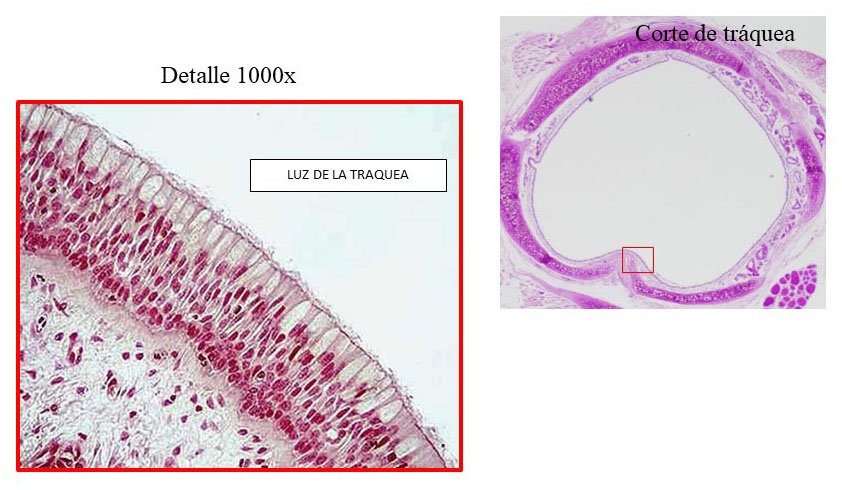 Corte de tráquea
Detalle 1000x
LUZ DE LA TRAQUEA